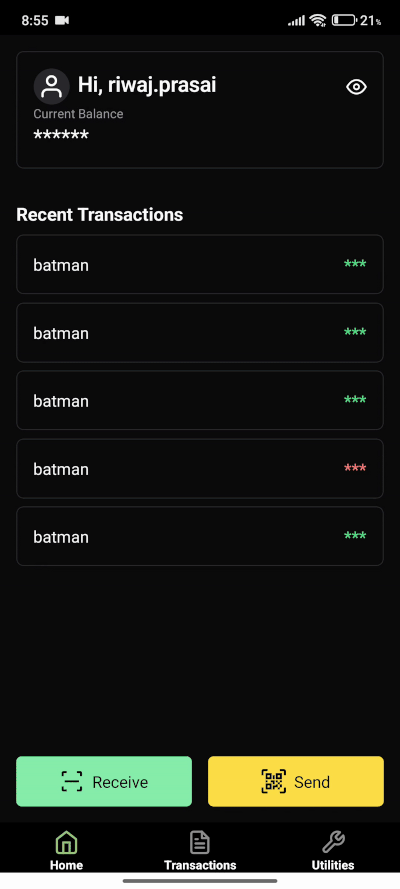 8:55 21%
Hi, riwaj.prasai
Current Balance
******
Recent Transactions
batman ***
batman ***
batman ***
batman ***
batman ***
Receive Send
Home Transactions Utilities